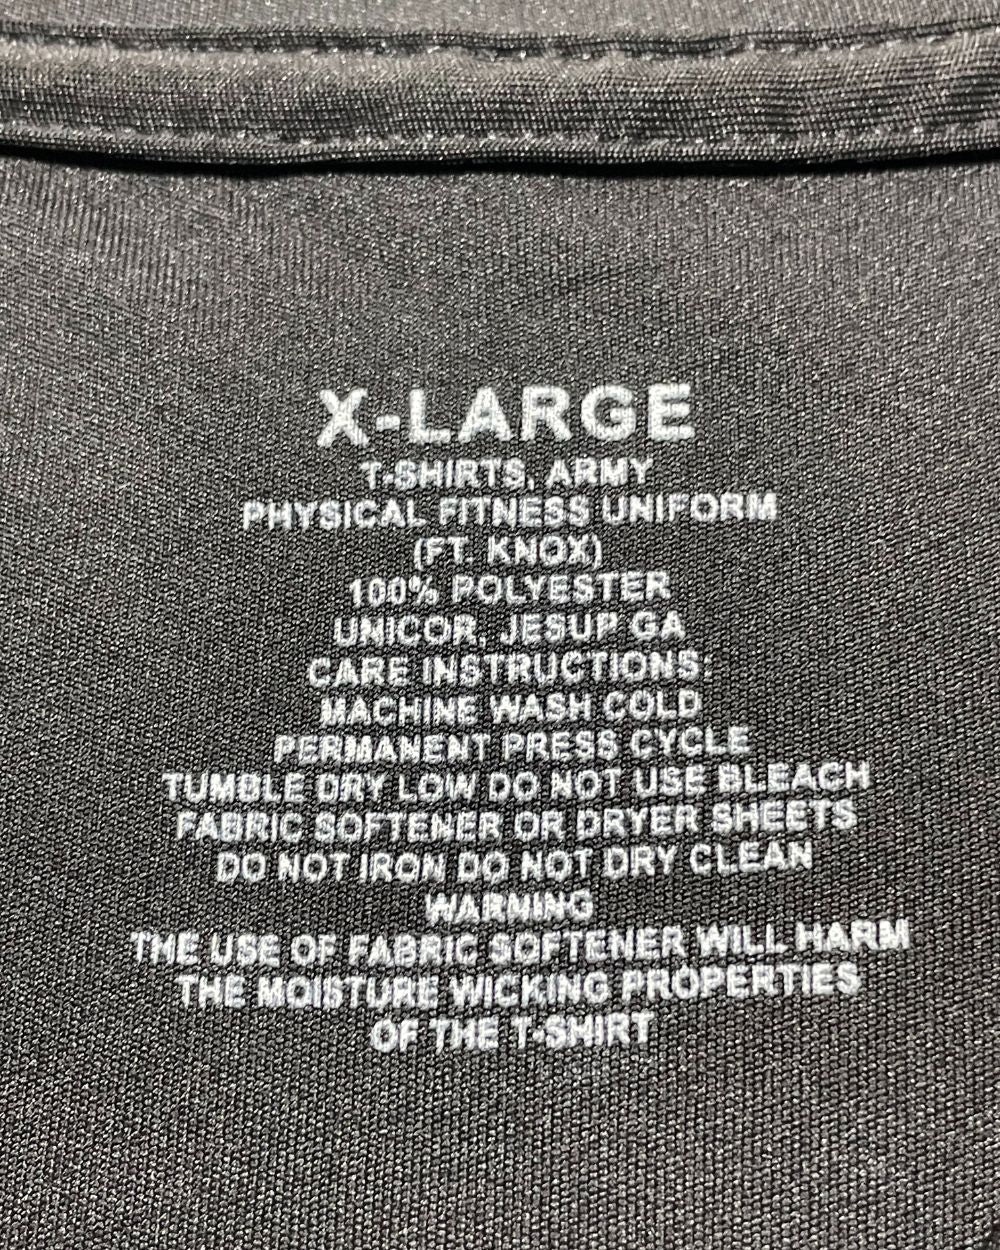 X-LARGE
T-SHIRTS, ARMY
PHYSICAL FITNESS UNIFORM
(FT. KNOX)
100% POLYESTER
UNICOR, JESUP GA
CARE INSTRUCTIONS:
MACHINE WASH COLD
PERMANENT PRESS CYCLE
TUMBLE DRY LOW DO NOT USE BLEACH
FABRIC SOFTENER OR DRYER SHEETS
DO NOT IRON DO NOT DRY CLEAN
WARMING
THE USE OF FABRIC SOFTENER WILL HARM
THE MOISTURE WICKING PROPERTIES
OF THE T-SHIRT